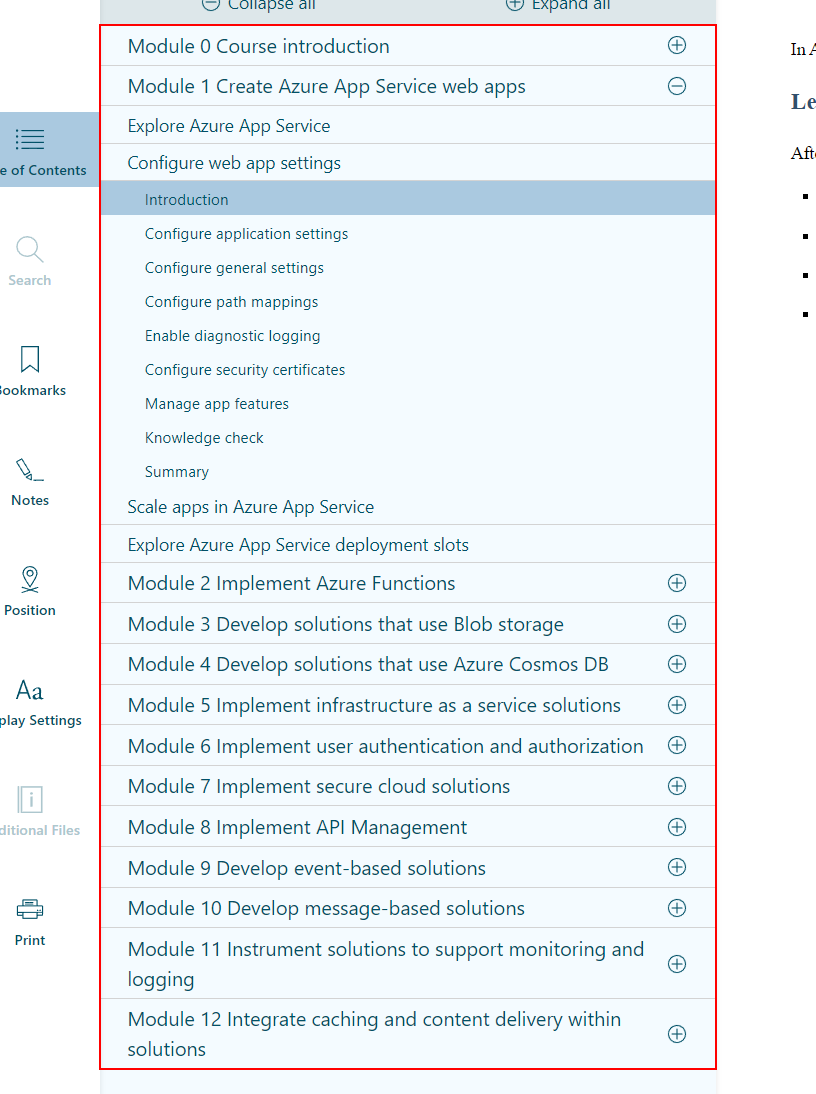 Collapse all
Expand all
Module 0 Course introduction
Module 1 Create Azure App Service web apps
Explore Azure App Service
Configure web app settings
Introduction
Configure application settings
Configure general settings
Configure path mappings
Enable diagnostic logging
Configure security certificates
Manage app features
Knowledge check
Summary
Scale apps in Azure App Service
Explore Azure App Service deployment slots
Module 2 Implement Azure Functions
Module 3 Develop solutions that use Blob storage
Module 4 Develop solutions that use Azure Cosmos DB
Module 5 Implement infrastructure as a service solutions
Module 6 Implement user authentication and authorization
Module 7 Implement secure cloud solutions
Module 8 Implement API Management
Module 9 Develop event-based solutions
Module 10 Develop message-based solutions
Module 11 Instrument solutions to support monitoring and
logging
Module 12 Integrate caching and content delivery within
solutions
e of Contents
Search
Bookmarks
Notes
Position
Aa
play Settings
ditional Files
Print
In A
Le
Afte